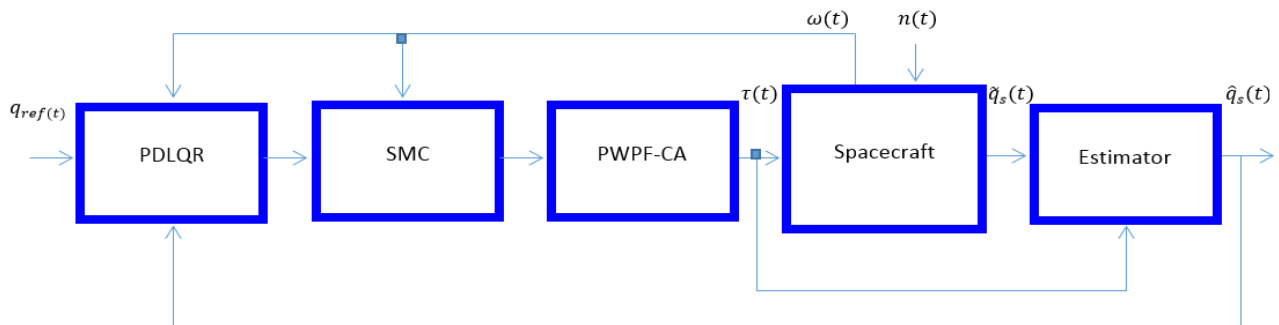 ω(t) n(t)
q_ref(t) τ(t) q̃_s(t) q̂_s(t)
PDLQR SMC PWPF-CA Spacecraft Estimator